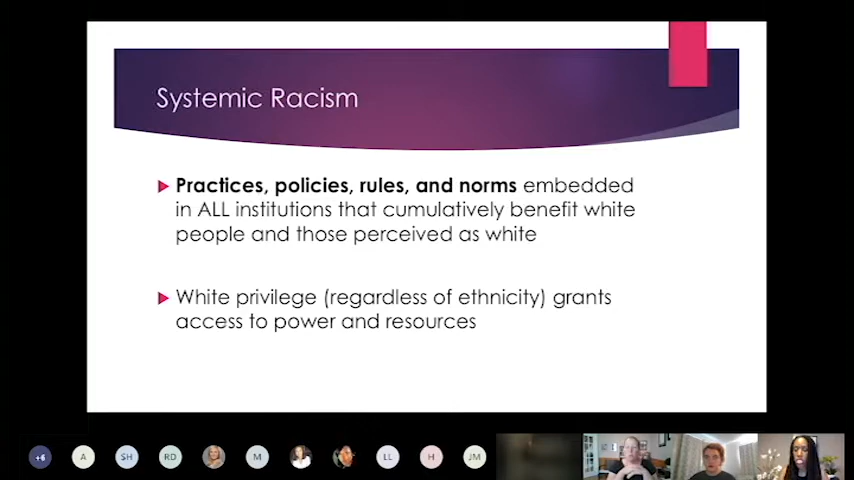 Systemic Racism
Practices, policies, rules, and norms embedded
in ALL institutions that cumulatively benefit white
people and those perceived as white
White privilege (regardless of ethnicity) grants
access to power and resources
+6
A
SH
RD
M
LL
H
JM